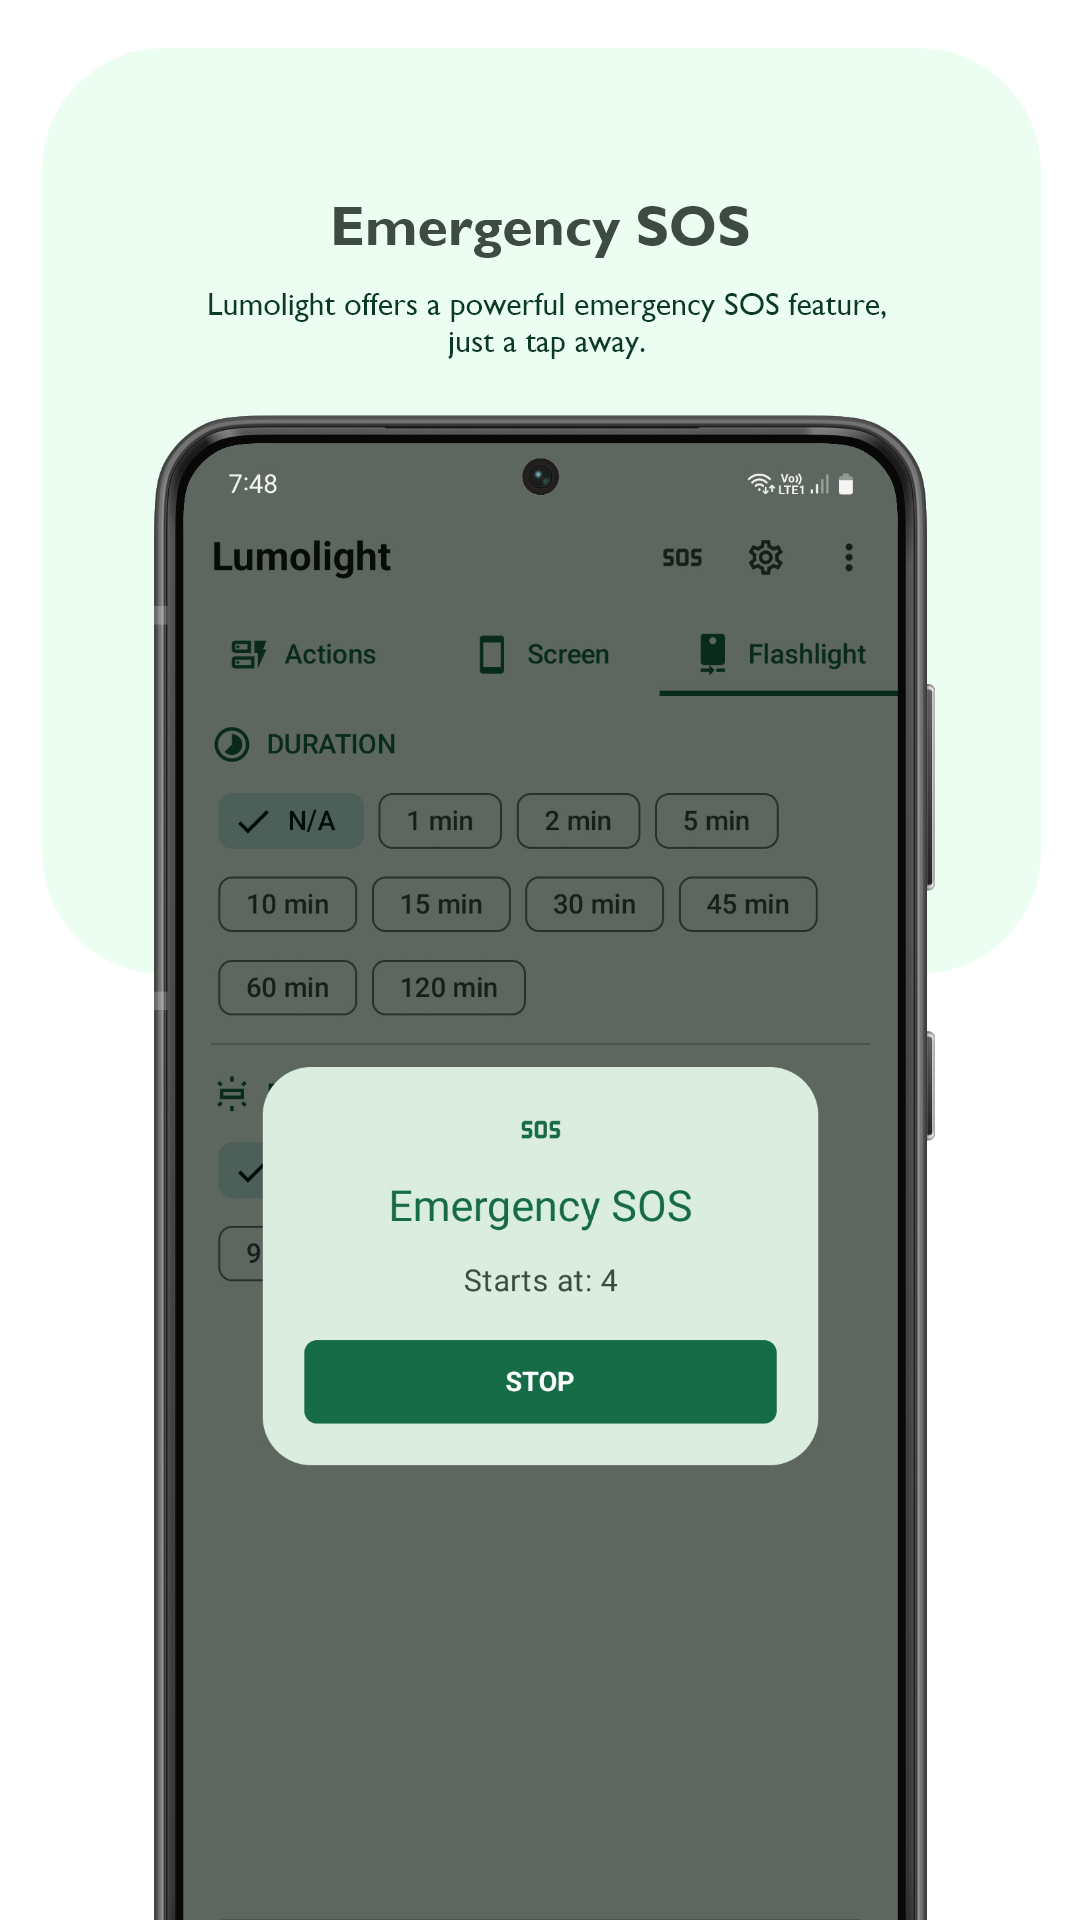 Emergency SOS
Lumolight offers a powerful emergency SOS feature,
just a tap away.
7:48
Vo)) LTE1
Lumolight
SOS
Actions
Screen
Flashlight
DURATION
N/A
1 min
2 min
5 min
10 min
15 min
30 min
45 min
60 min
120 min
9
SOS
Emergency SOS
Starts at: 4
STOP